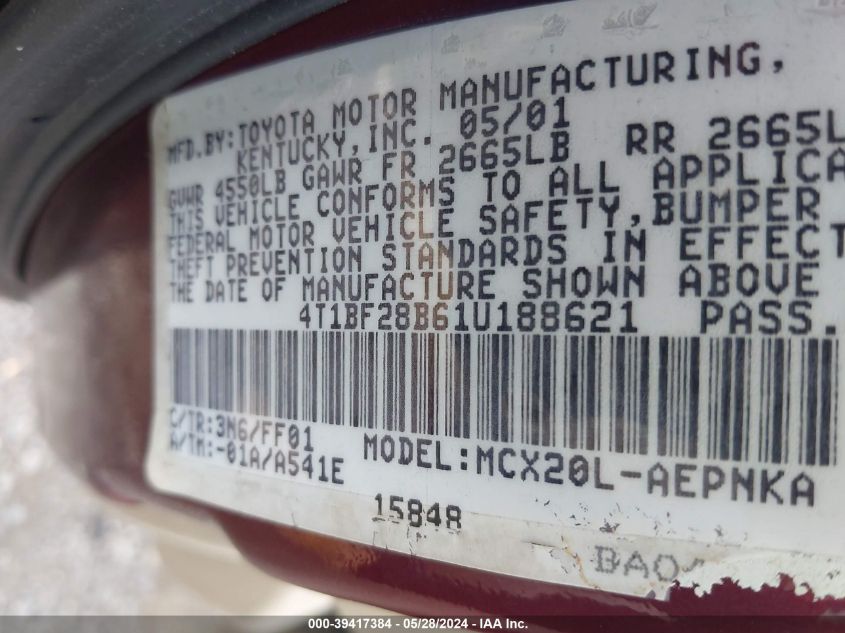 MFD.BY:TOYOTA MOTOR MANUFACTURING,
KENTUCKY,INC. 05/01
GVWR 4550LB GAWR FR 2665LB RR 2665L
THIS VEHICLE CONFORMS TO ALL APPLICA
FEDERAL MOTOR VEHICLE SAFETY,BUMPER
THEFT PREVENTION STANDARDS IN EFFECT
THE DATE OF MANUFACTURE SHOWN ABOVE
4T1BF28B61U188621 PASS.
C/TR:3N6/FF01
A/TM:-01A/A541E
MODEL:MCX20L-AEPNKA
15848
BAO
000-39417384 | 05/28/2024 | IAA Inc.